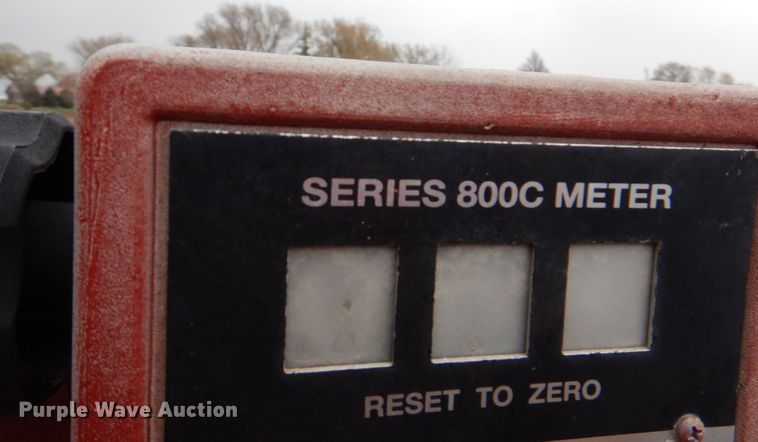 SERIES 800C METER
RESET TO ZERO
Purple Wave Auction